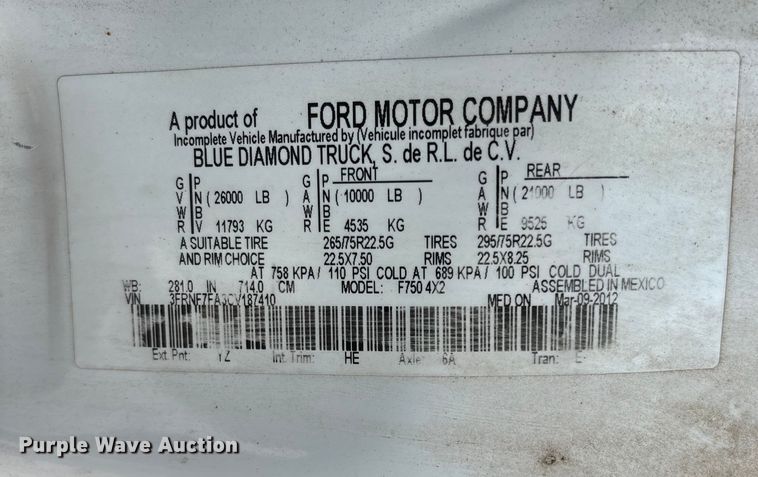 A product of FORD MOTOR COMPANY
Incomplete Vehicle Manufactured by (Vehicule incomplet fabrique par)
BLUE DIAMOND TRUCK, S. de R.L. de C.V.
FRONT REAR
G P G P G P
V N (26000 LB) A N (10000 LB) A N (21000 LB)
W B W B W B
R V 11793 KG R E 4535 KG R E 9525 KG
A SUITABLE TIRE 265/75R22.5G TIRES 295/75R22.5G TIRES
AND RIM CHOICE 22.5X7.50 RIMS 22.5X8.25 RIMS
AT 758 KPA/ 110 PSI COLD AT 689 KPA/ 100 PSI COLD DUAL
WB: 281.0 IN 714.0 CM MODEL: F750 4X2 ASSEMBLED IN MEXICO
VIN MFD ON Mar-09-2012
Ext. Pnt: YZ Int. Trim: HE Axle: 6A Tran: E
Purple Wave Auction